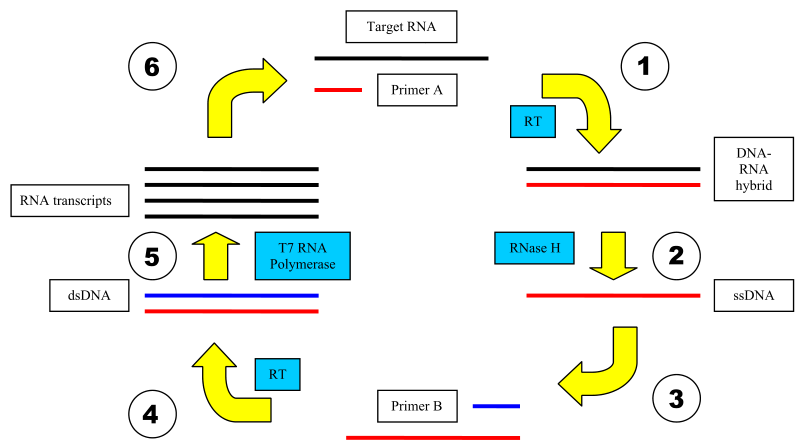 Target RNA
6
1
Primer A
RT
DNA-
RNA
hybrid
RNA transcripts
5
T7 RNA
Polymerase
RNase H
2
dsDNA
ssDNA
RT
3
4
Primer B